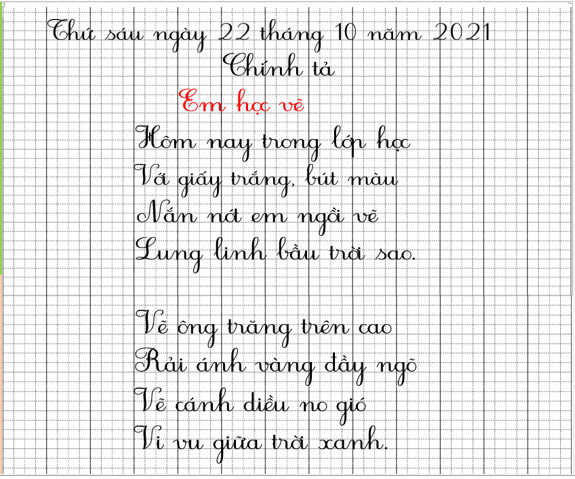 Thứ sáu ngày 22 tháng 10 năm 2021
Chính tả
Em học vẽ
Hôm nay trong lớp học
Với giấy trắng, bút màu
Nắn nót em ngồi vẽ
Lung linh bầu trời sao.
Vẽ ông trăng trên cao
Rải ánh vàng đầy ngõ
Vẽ cánh diều no gió
Vi vu giữa trời xanh.